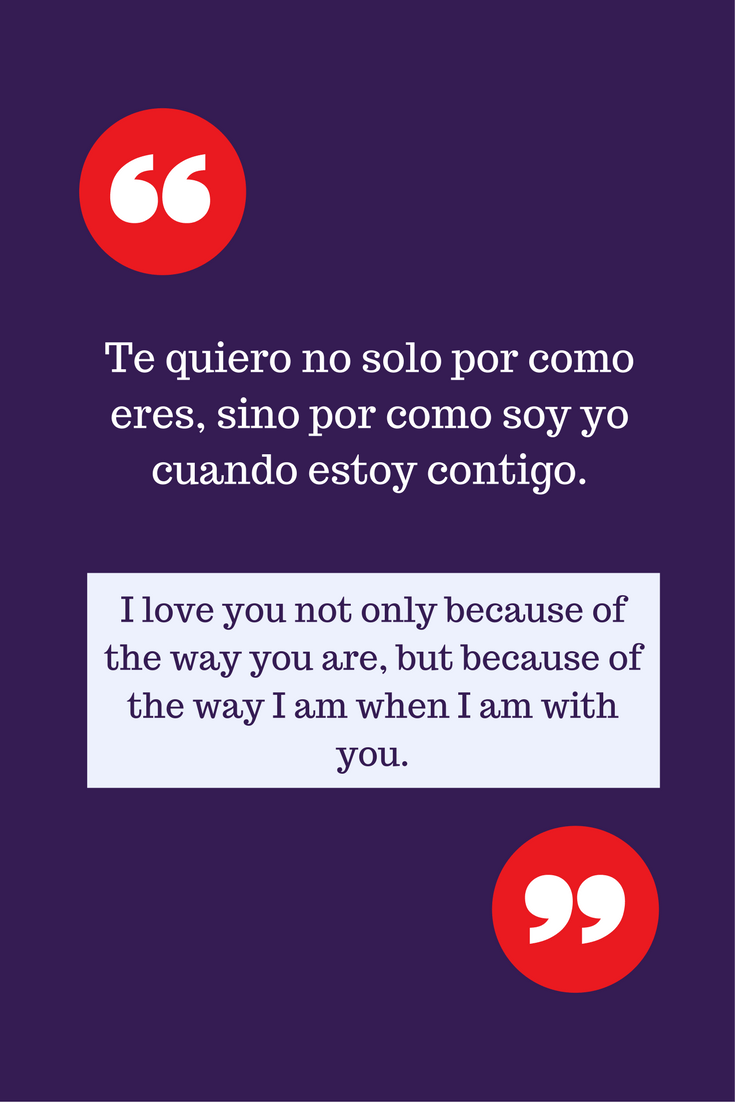 “
Te quiero no solo por como
eres, sino por como soy yo
cuando estoy contigo.
I love you not only because of
the way you are, but because of
the way I am when I am with
you.
”